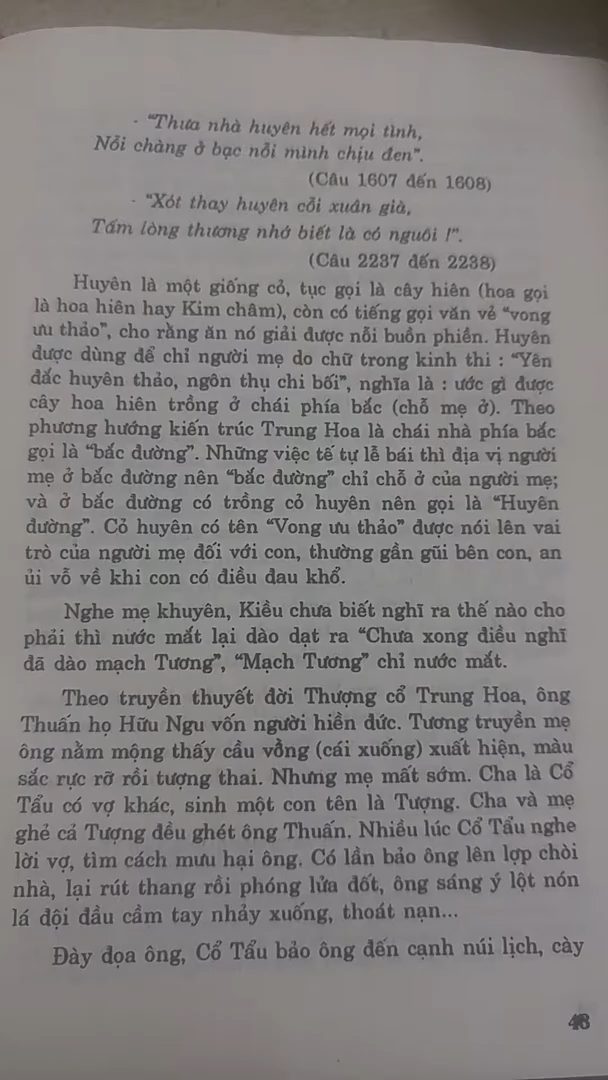 - "Thưa nhà huyên hết mọi tình,
Nỗi chàng ở bạc nỗi mình chịu đen".
(Câu 1607 đến 1608)
- "Xót thay huyên cỗi xuân già,
Tấm lòng thương nhớ biết là có nguôi !".
(Câu 2237 đến 2238)
Huyên là một giống cỏ, tục gọi là cây hiên (hoa gọi
là hoa hiên hay Kim châm), còn có tiếng gọi văn vẻ "vong
ưu thảo", cho rằng ăn nó giải được nỗi buồn phiền. Huyên
được dùng để chỉ người mẹ do chữ trong kinh thi : "Yên
đắc huyên thảo, ngôn thụ chi bối", nghĩa là : ước gì được
cây hoa hiên trồng ở chái phía bắc (chỗ mẹ ở). Theo
phương hướng kiến trúc Trung Hoa là chái nhà phía bắc
gọi là "bắc đường". Những việc tế tự lễ bái thì địa vị người
mẹ ở bắc đường nên "bắc đường" chỉ chỗ ở của người mẹ;
và ở bắc đường có trồng cỏ huyên nên gọi là "Huyên
đường". Cỏ huyên có tên "Vong ưu thảo" được nói lên vai
trò của người mẹ đối với con, thường gần gũi bên con, an
ủi vỗ về khi con có điều đau khổ.
Nghe mẹ khuyên, Kiều chưa biết nghĩ ra thế nào cho
phải thì nước mắt lại dào dạt ra "Chưa xong điều nghĩ
đã dào mạch Tương", "Mạch Tương" chỉ nước mắt.
Theo truyền thuyết đời Thượng cổ Trung Hoa, ông
Thuấn họ Hữu Ngu vốn người hiền đức. Tương truyền mẹ
ông nằm mộng thấy cầu vồng (cái xuống) xuất hiện, màu
sắc rực rỡ rồi tượng thai. Nhưng mẹ mất sớm. Cha là Cổ
Tẩu có vợ khác, sinh một con tên là Tượng. Cha và mẹ
ghẻ cả Tượng đều ghét ông Thuấn. Nhiều lúc Cổ Tẩu nghe
lời vợ, tìm cách mưu hại ông. Có lần bảo ông lên lợp chòi
nhà, lại rút thang rồi phóng lửa đốt, ông sáng ý lột nón
lá đội đầu cầm tay nhảy xuống, thoát nạn...
Đày đọa ông, Cổ Tẩu bảo ông đến cạnh núi lịch, cày